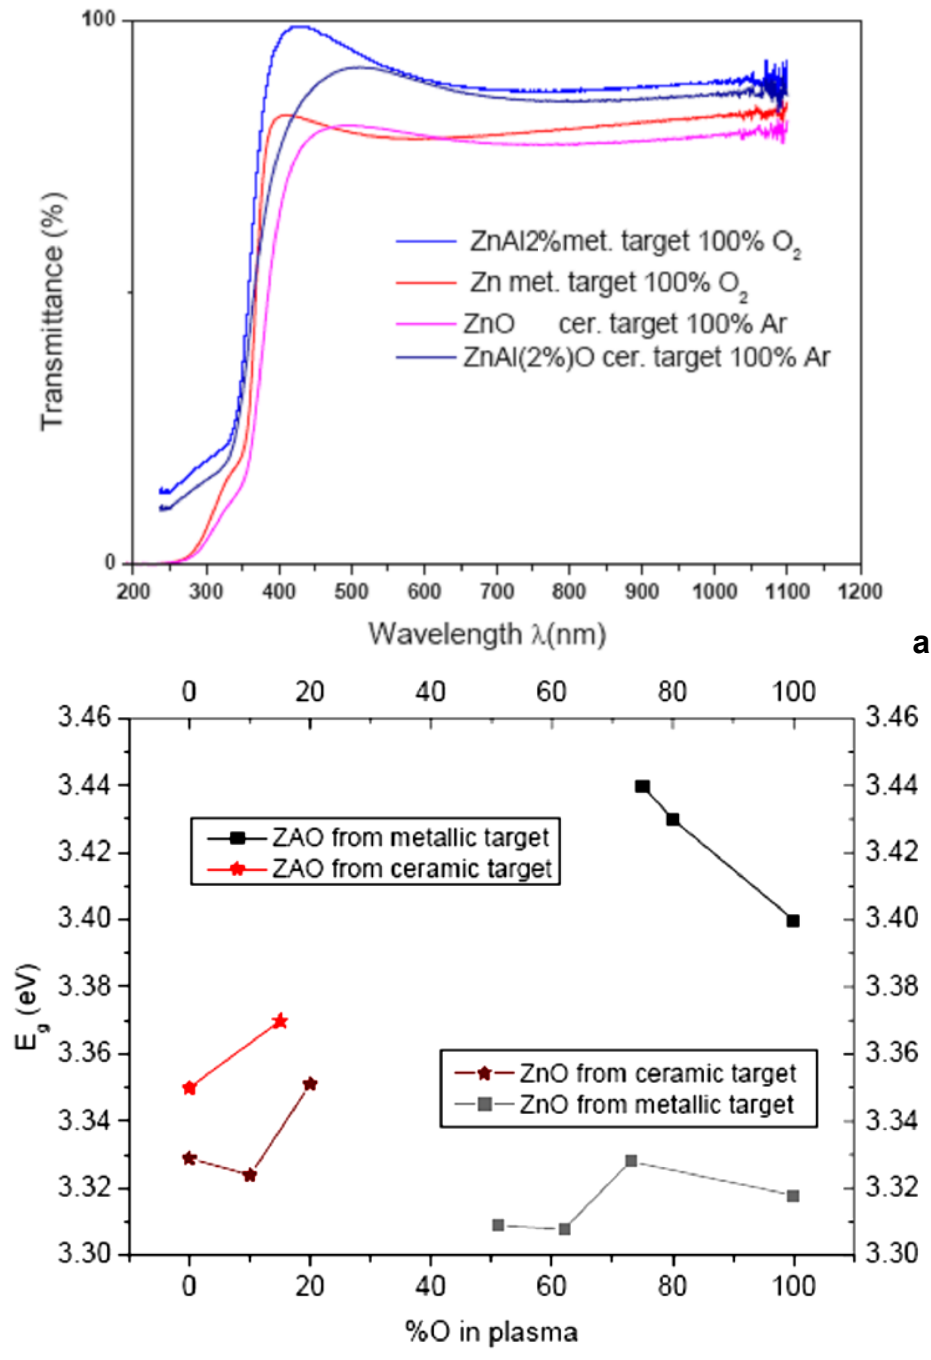 100
Transmittance (%)
ZnAl2%met. target 100% O2
Zn met. target 100% O2
ZnO cer. target 100% Ar
ZnAl(2%)O cer. target 100% Ar
0
200 300 400 500 600 700 800 900 1000 1100 1200
Wavelength λ(nm)
a
0 20 40 60 80 100
3.46 3.46
3.44 3.44
3.42 3.42
3.40 3.40
3.38 3.38
3.36 3.36
3.34 3.34
3.32 3.32
3.30 3.30
ZAO from metallic target
ZAO from ceramic target
Eg (eV)
ZnO from ceramic target
ZnO from metallic target
0 20 40 60 80 100
%O in plasma